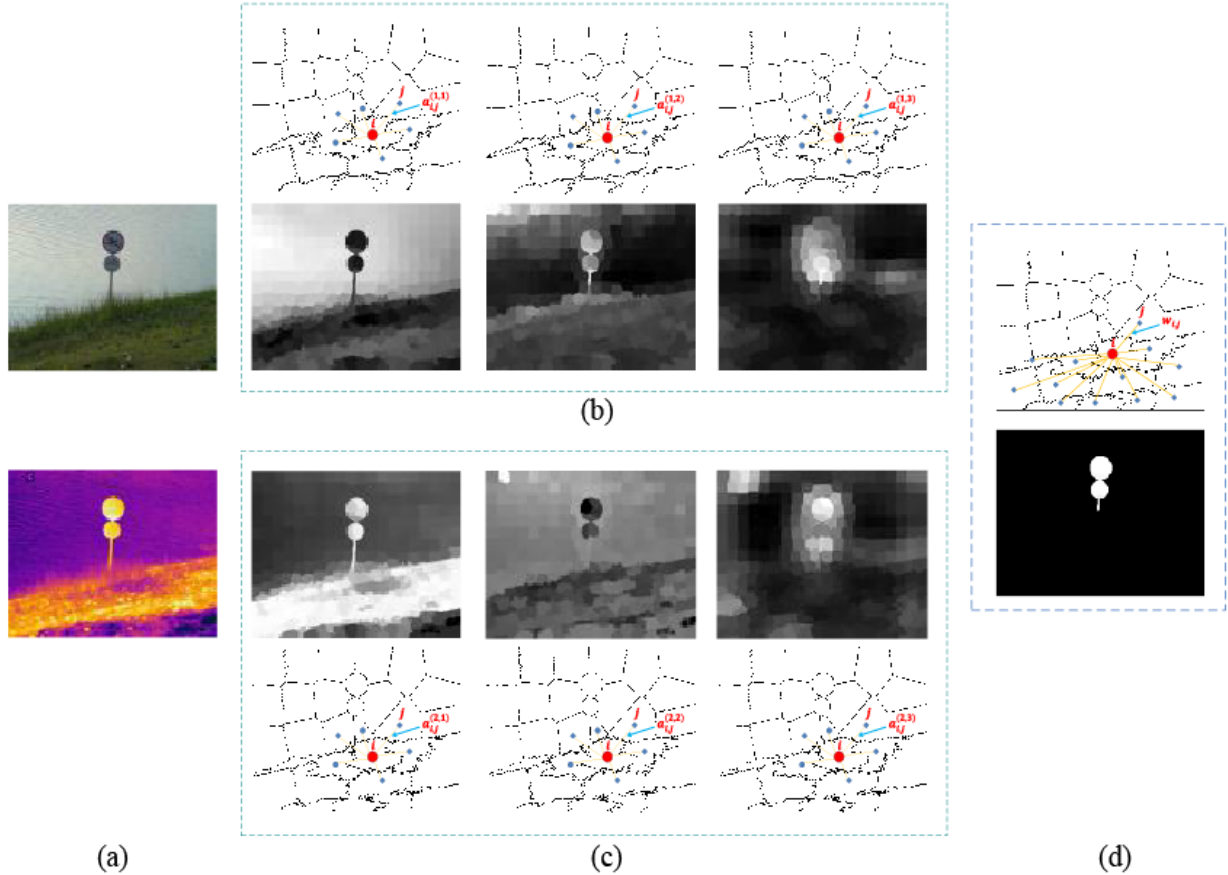 j
a_{i,j}^{(1,1)}
i
j
a_{i,j}^{(1,2)}
i
j
a_{i,j}^{(1,3)}
i
j
w_{i,j}
i
(b)
j
a_{i,j}^{(2,1)}
i
j
a_{i,j}^{(2,2)}
i
j
a_{i,j}^{(2,3)}
i
(a)
(c)
(d)